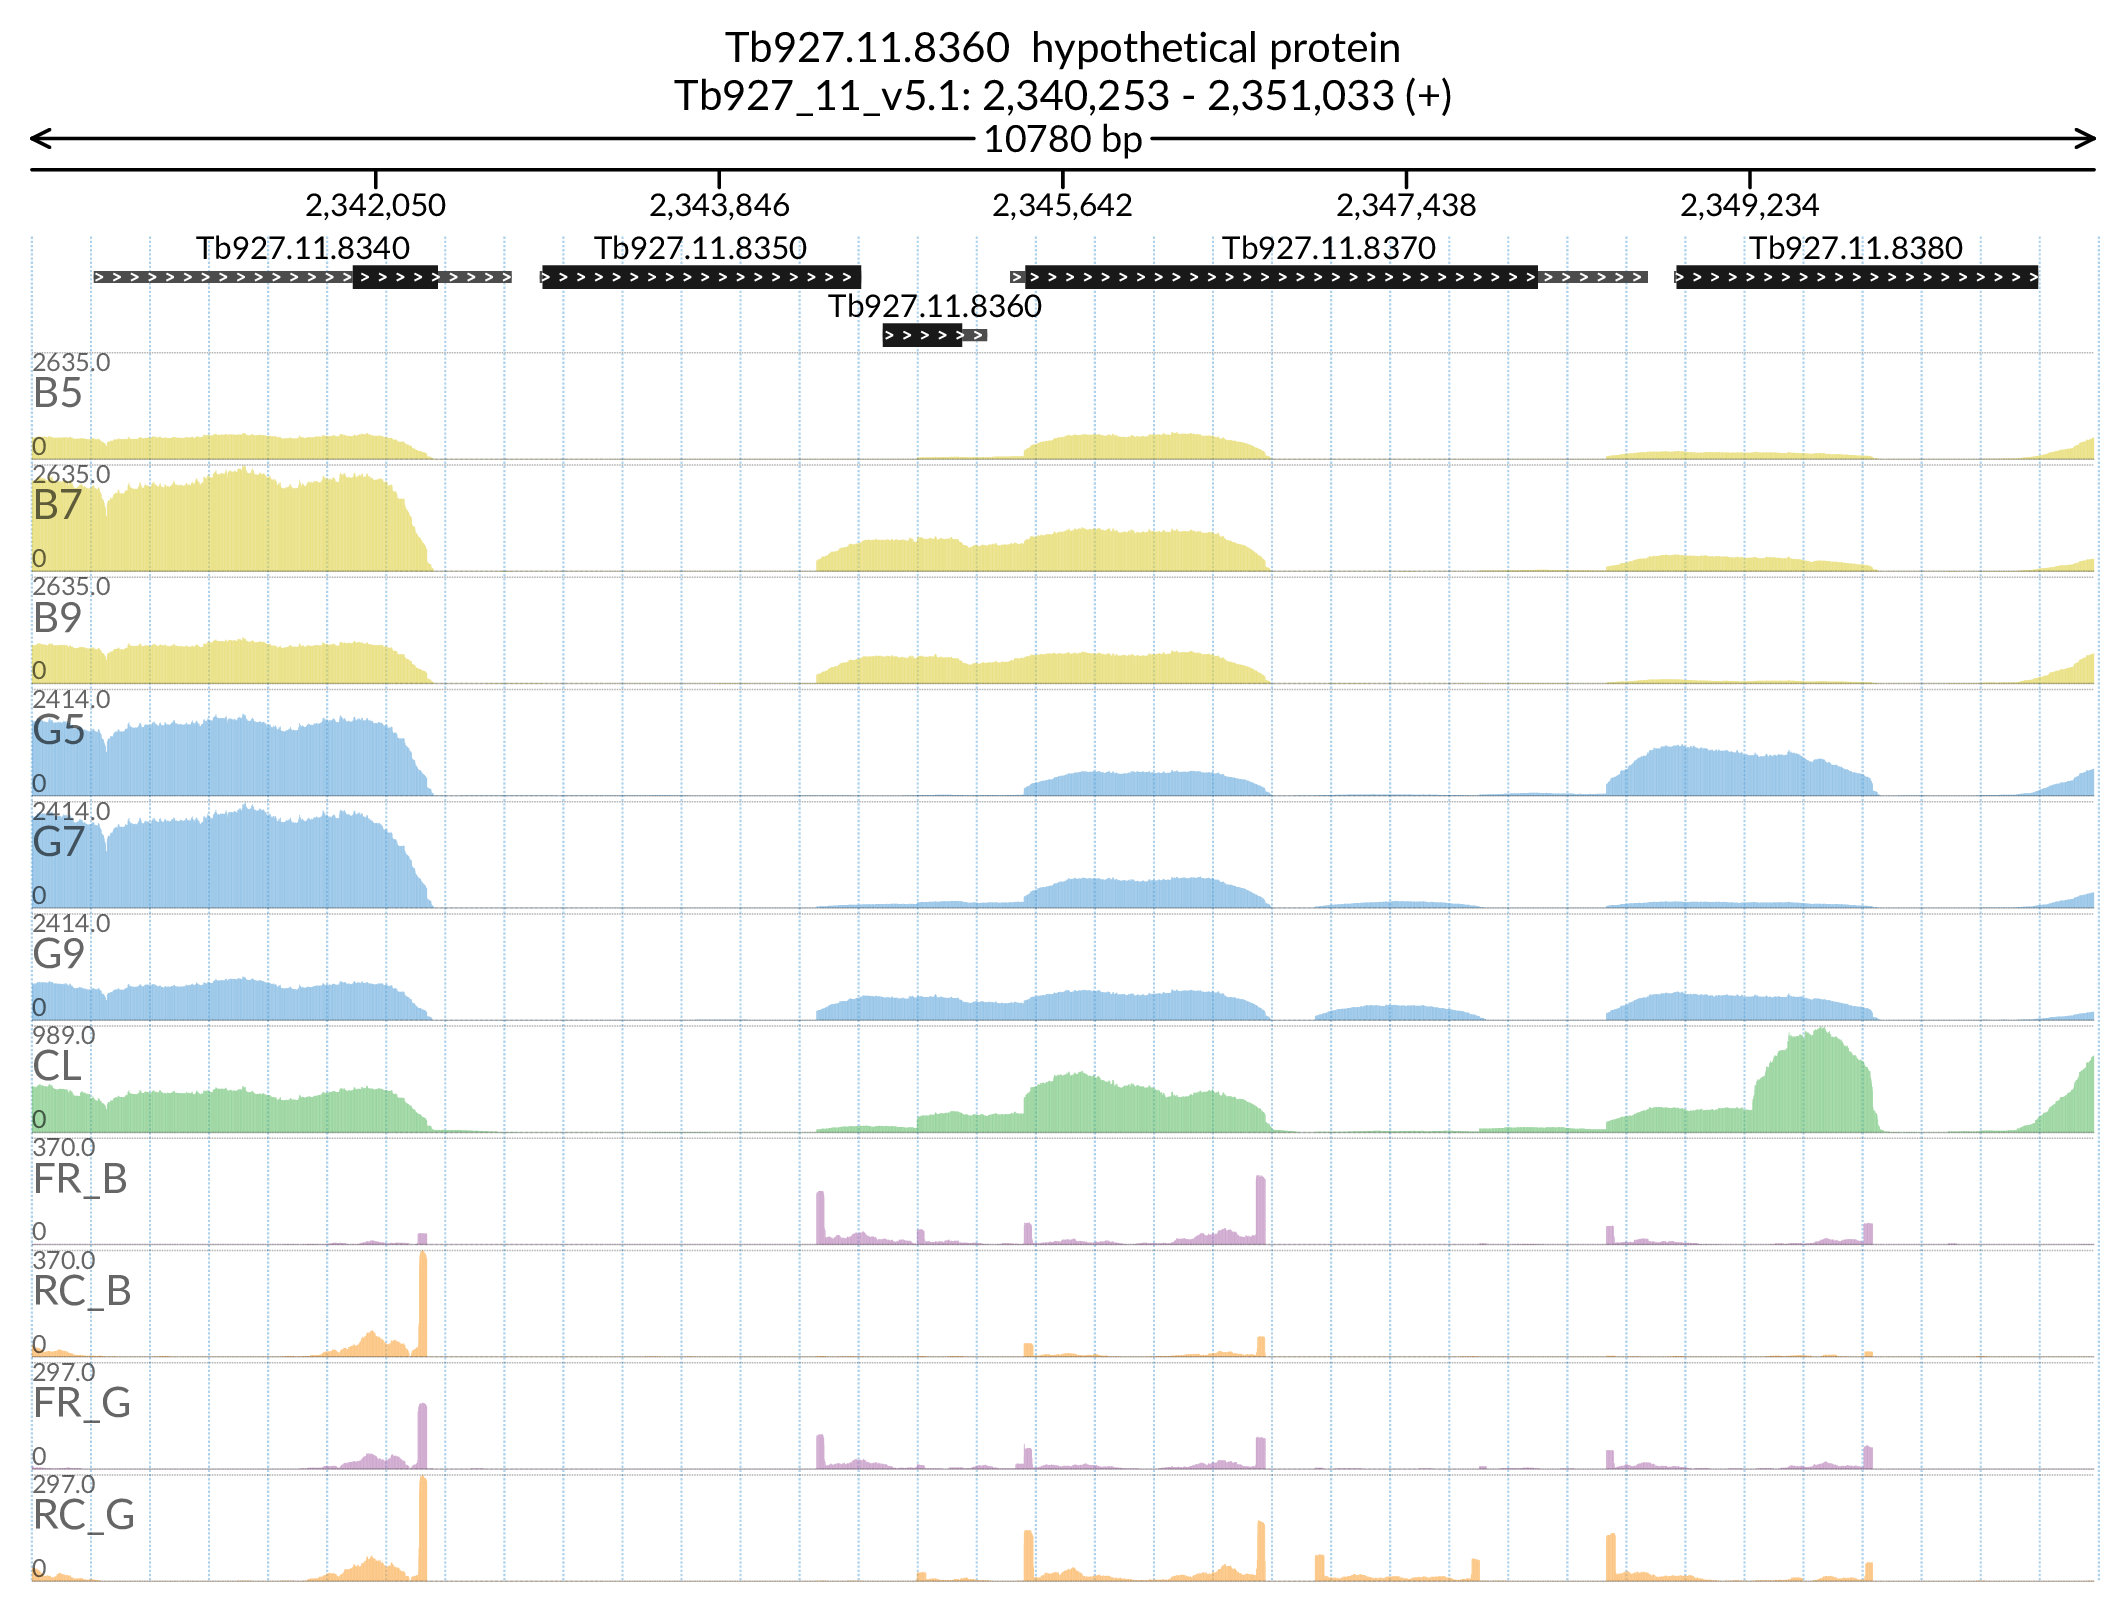 Tb927.11.8360 hypothetical protein
Tb927_11_v5.1: 2,340,253 - 2,351,033 (+)
10780 bp
2,342,050 2,343,846 2,345,642 2,347,438 2,349,234
Tb927.11.8340 Tb927.11.8350 Tb927.11.8370 Tb927.11.8380
Tb927.11.8360
2635.0
B5
0
2635.0
B7
0
2635.0
B9
0
2414.0
G5
0
2414.0
G7
0
2414.0
G9
0
989.0
CL
0
370.0
FR_B
0
370.0
RC_B
0
297.0
FR_G
0
297.0
RC_G
0